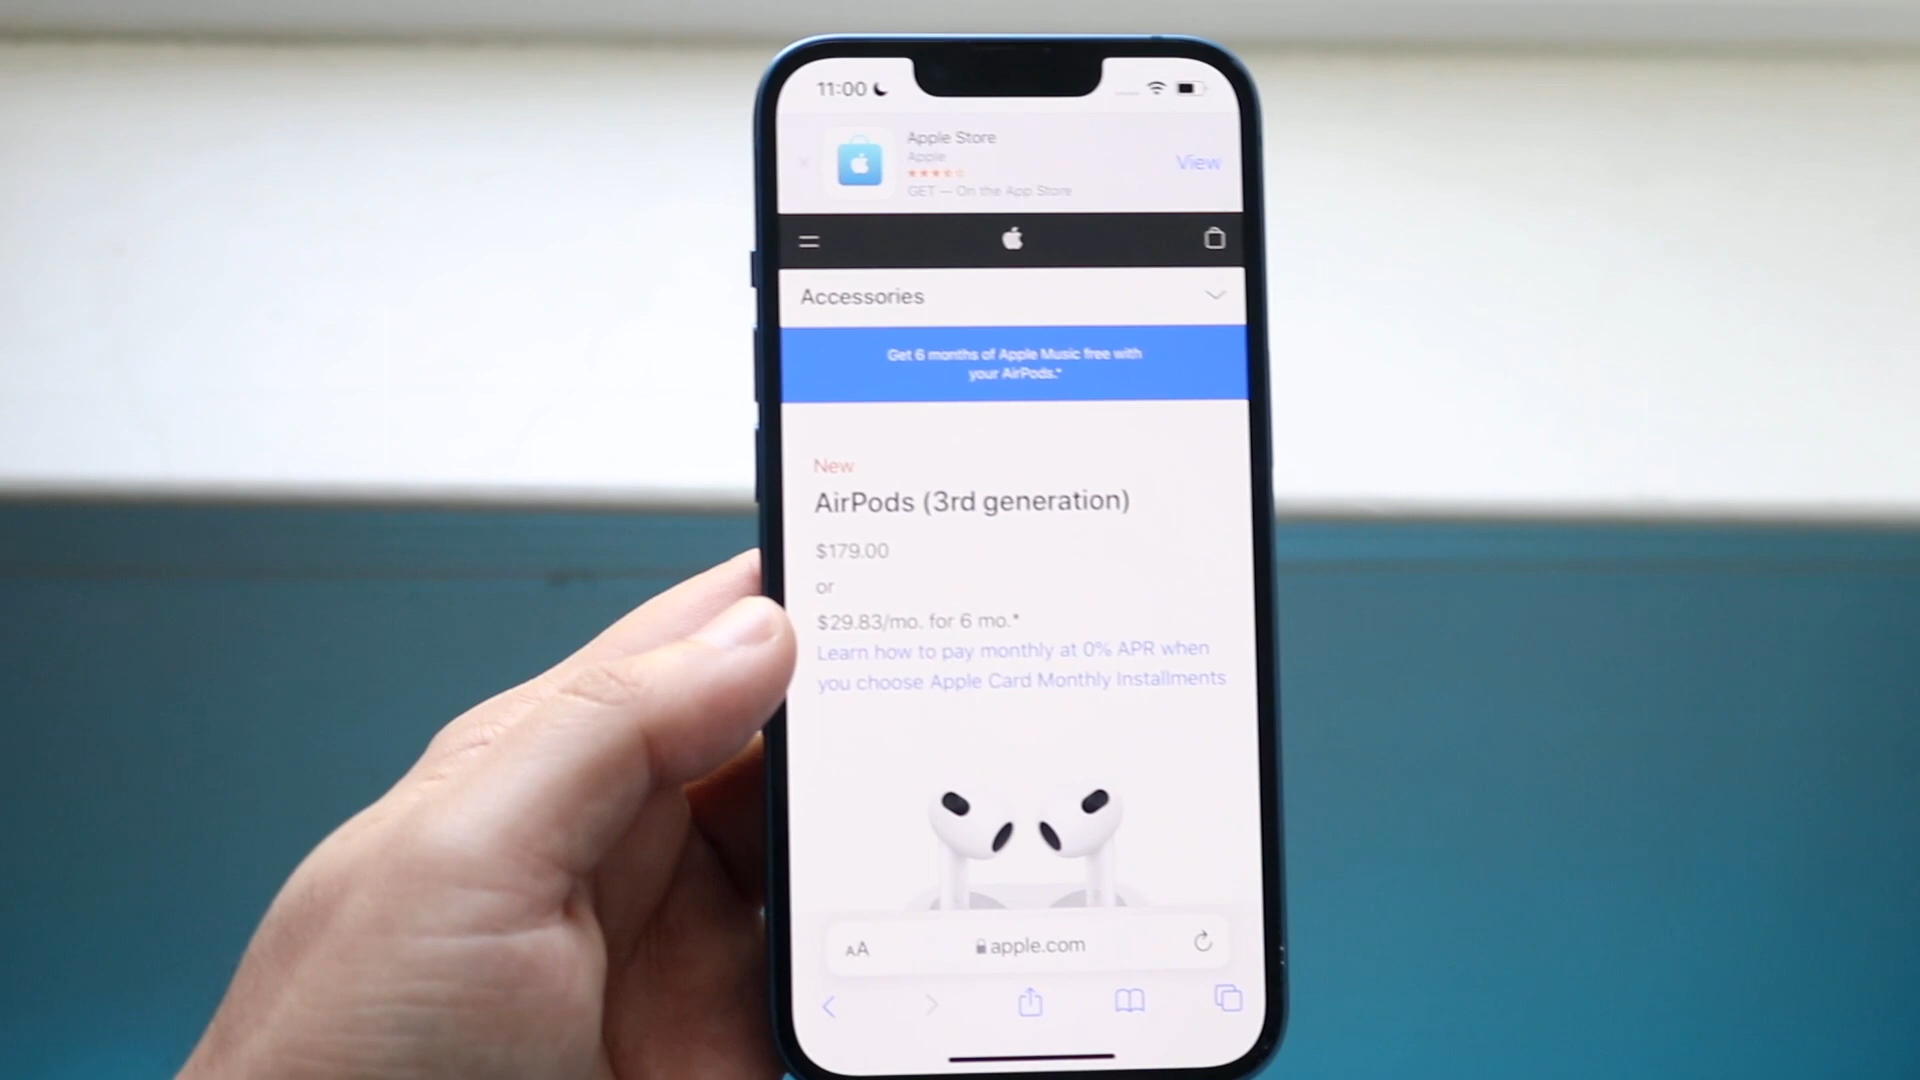 11:00
Apple Store
Apple
GET — On the App Store
View
Accessories
Get 6 months of Apple Music free with
your AirPods.*
New
AirPods (3rd generation)
$179.00
or
$29.83/mo. for 6 mo.*
Learn how to pay monthly at 0% APR when
you choose Apple Card Monthly Installments
AA
apple.com